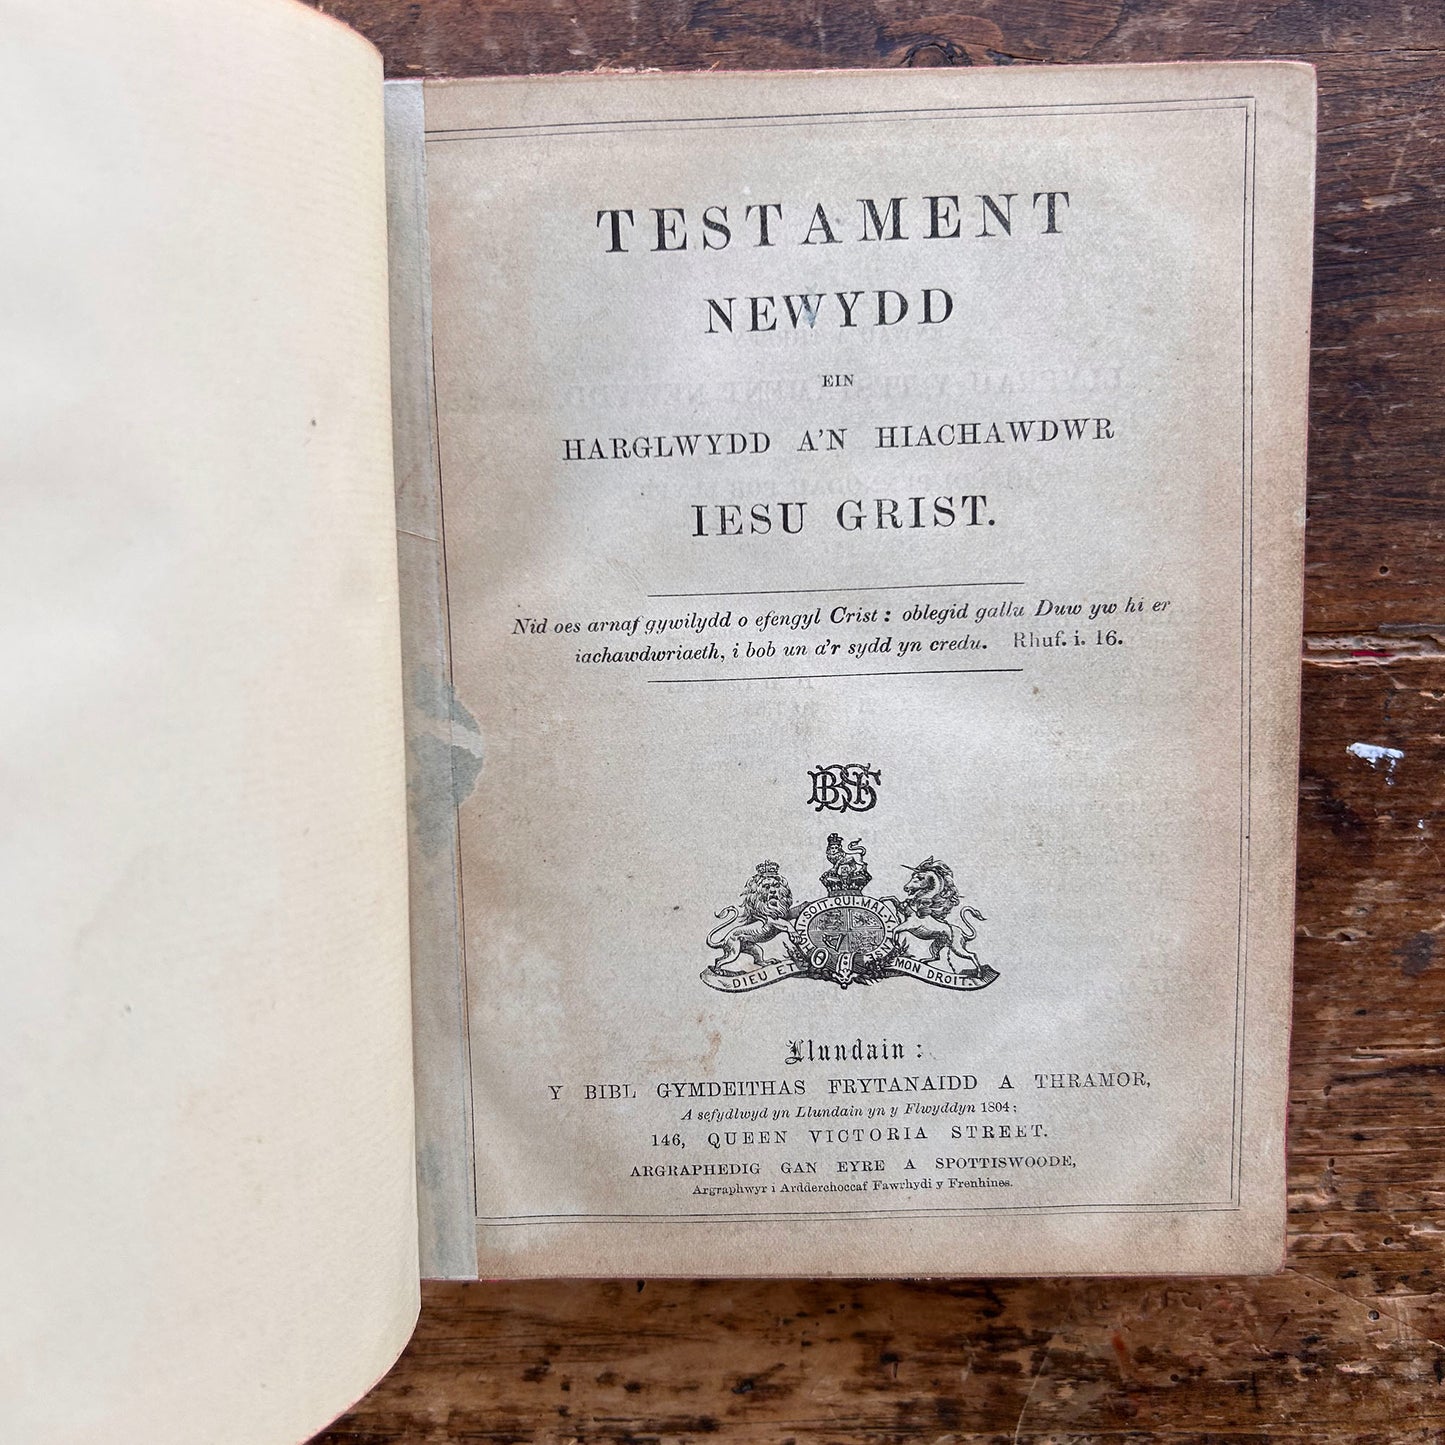 TESTAMENT
NEWYDD
EIN
HARGLWYDD A'N HIACHAWDWR
IESU GRIST.
Nid oes arnaf gywilydd o efengyl Crist: oblegid gallu Duw yw hi er
iachawdwriaeth, i bob un a'r sydd yn credu. Rhuf. i. 16.
BFBS
HONI·SOIT·QUI·MAL·Y·PENSE
DIEU ET MON DROIT.
Llundain:
Y BIBL GYMDEITHAS FRYTANAIDD A THRAMOR,
A sefydlwyd yn Llundain yn y Flwyddyn 1804;
146, QUEEN VICTORIA STREET.
ARGRAPHEDIG GAN EYRE A SPOTTISWOODE,
Argraphwyr i Ardderchoccaf Fawrhydi y Frenhines.